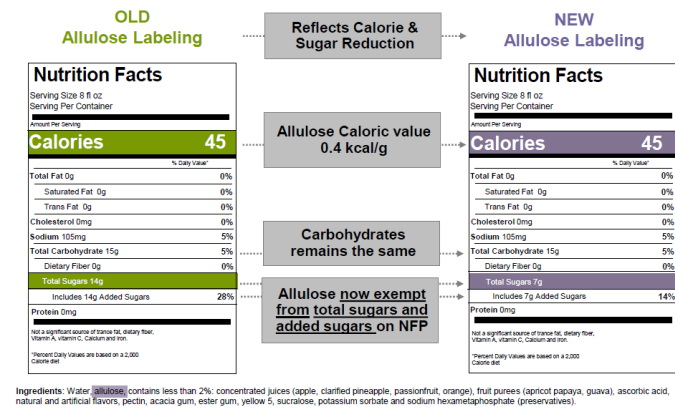 OLD
Allulose Labeling
Reflects Calorie &
Sugar Reduction
NEW
Allulose Labeling
Nutrition Facts
Serving Size 8 fl oz
Serving Per Container
Amount Per Serving
Calories 45
% Daily Value*
Total Fat 0g 0%
Saturated Fat 0g 0%
Trans Fat 0g 0%
Cholesterol 0mg 0%
Sodium 105mg 5%
Total Carbohydrate 15g 5%
Dietary Fiber 0g 0%
Total Sugars 14g
Includes 14g Added Sugars 28%
Protein 0mg
Not a significant source of trance fat, dietary fiber,
Vitamin A, vitamin C, Calcium and Iron.
*Percent Daily Values are based on a 2,000
Calorie diet
Allulose Caloric value
0.4 kcal/g
Carbohydrates
remains the same
Allulose now exempt
from total sugars and
added sugars on NFP
Nutrition Facts
Serving Size 8 fl oz
Serving Per Container
Amount Per Serving
Calories 45
% Daily Value*
Total Fat 0g 0%
Saturated Fat 0g 0%
Trans Fat 0g 0%
Cholesterol 0mg 0%
Sodium 105mg 5%
Total Carbohydrate 15g 5%
Dietary Fiber 0g 0%
Total Sugars 7g
Includes 7g Added Sugars 14%
Protein 0mg
Not a significant source of trance fat, dietary fiber,
Vitamin A, vitamin C, Calcium and Iron.
*Percent Daily Values are based on a 2,000
Calorie diet
Ingredients: Water, allulose, contains less than 2%: concentrated juices (apple, clarified pineapple, passionfruit, orange), fruit purees (apricot papaya, guava), ascorbic acid,
natural and artificial flavors, pectin, acacia gum, ester gum, yellow 5, sucralose, potassium sorbate and sodium hexametaphosphate (preservatives).